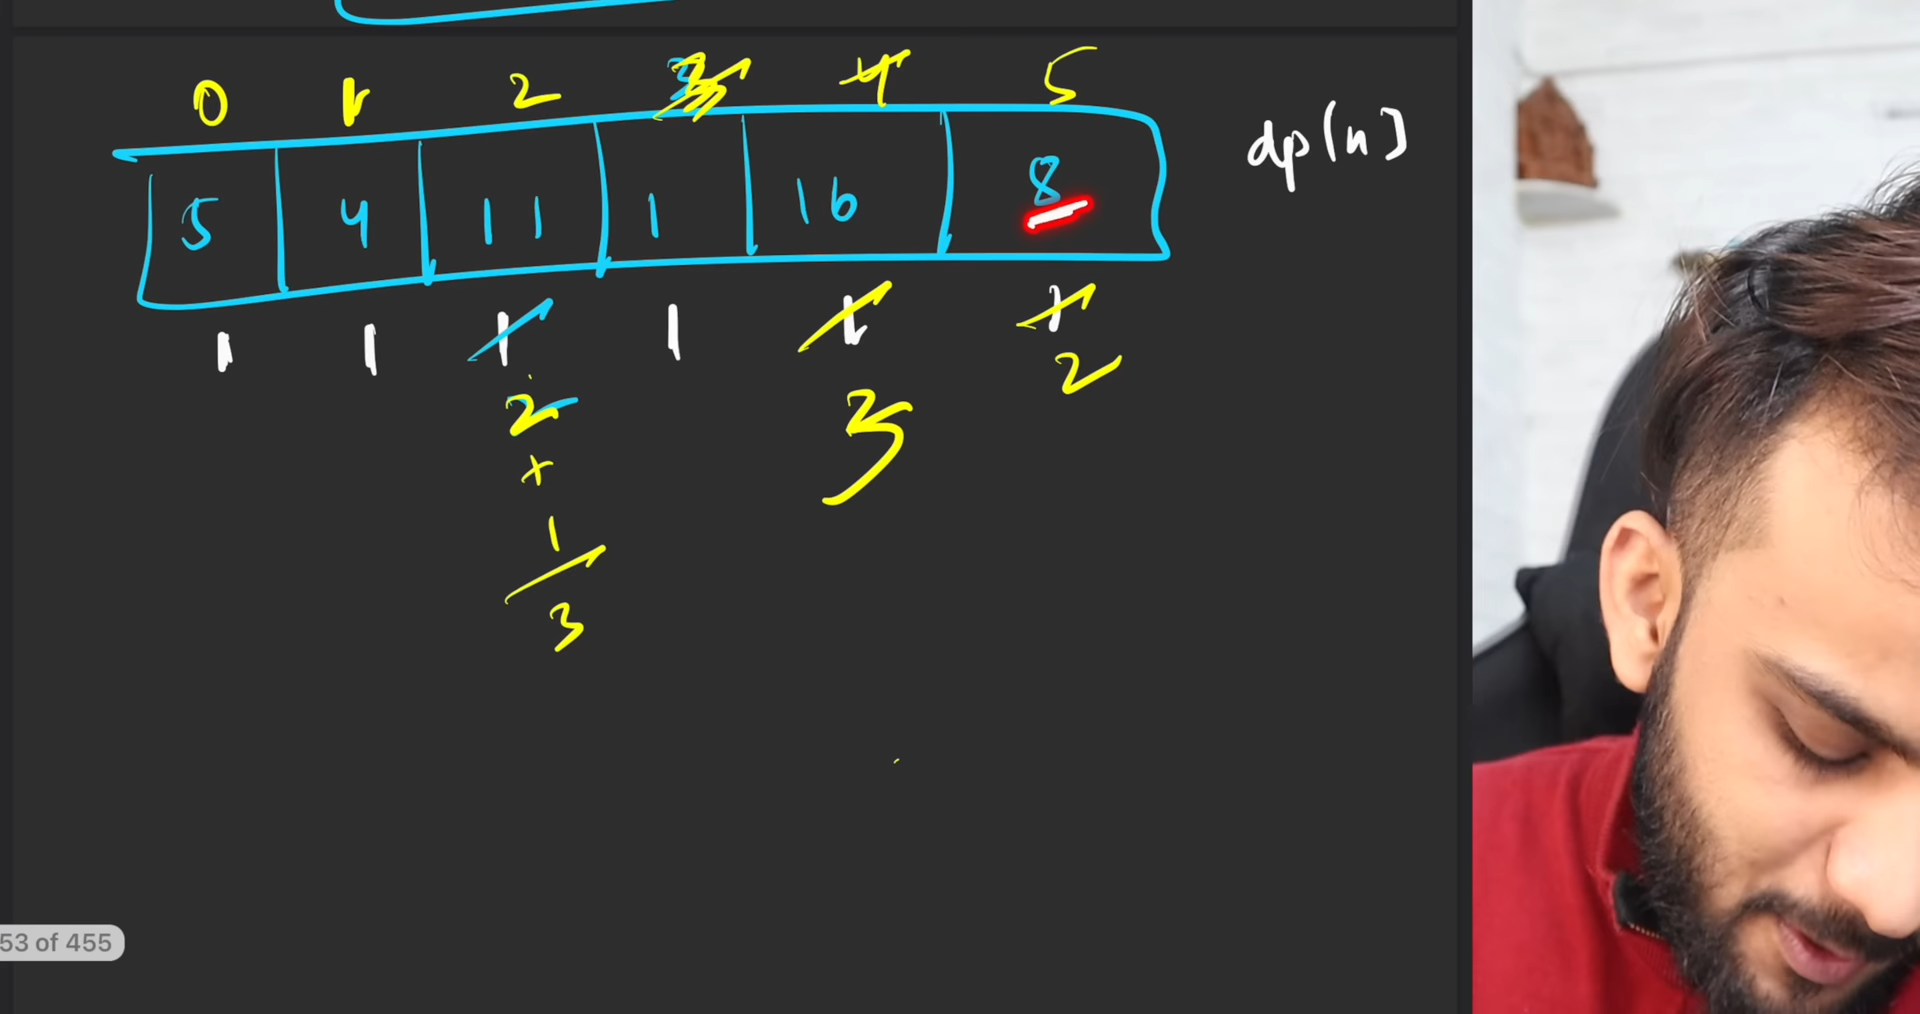 0 1 2 3 4 5
dp[n]
5 4 11 1 16 8
1 1 1 1 1 1
2 3 2
+
1
3
53 of 455